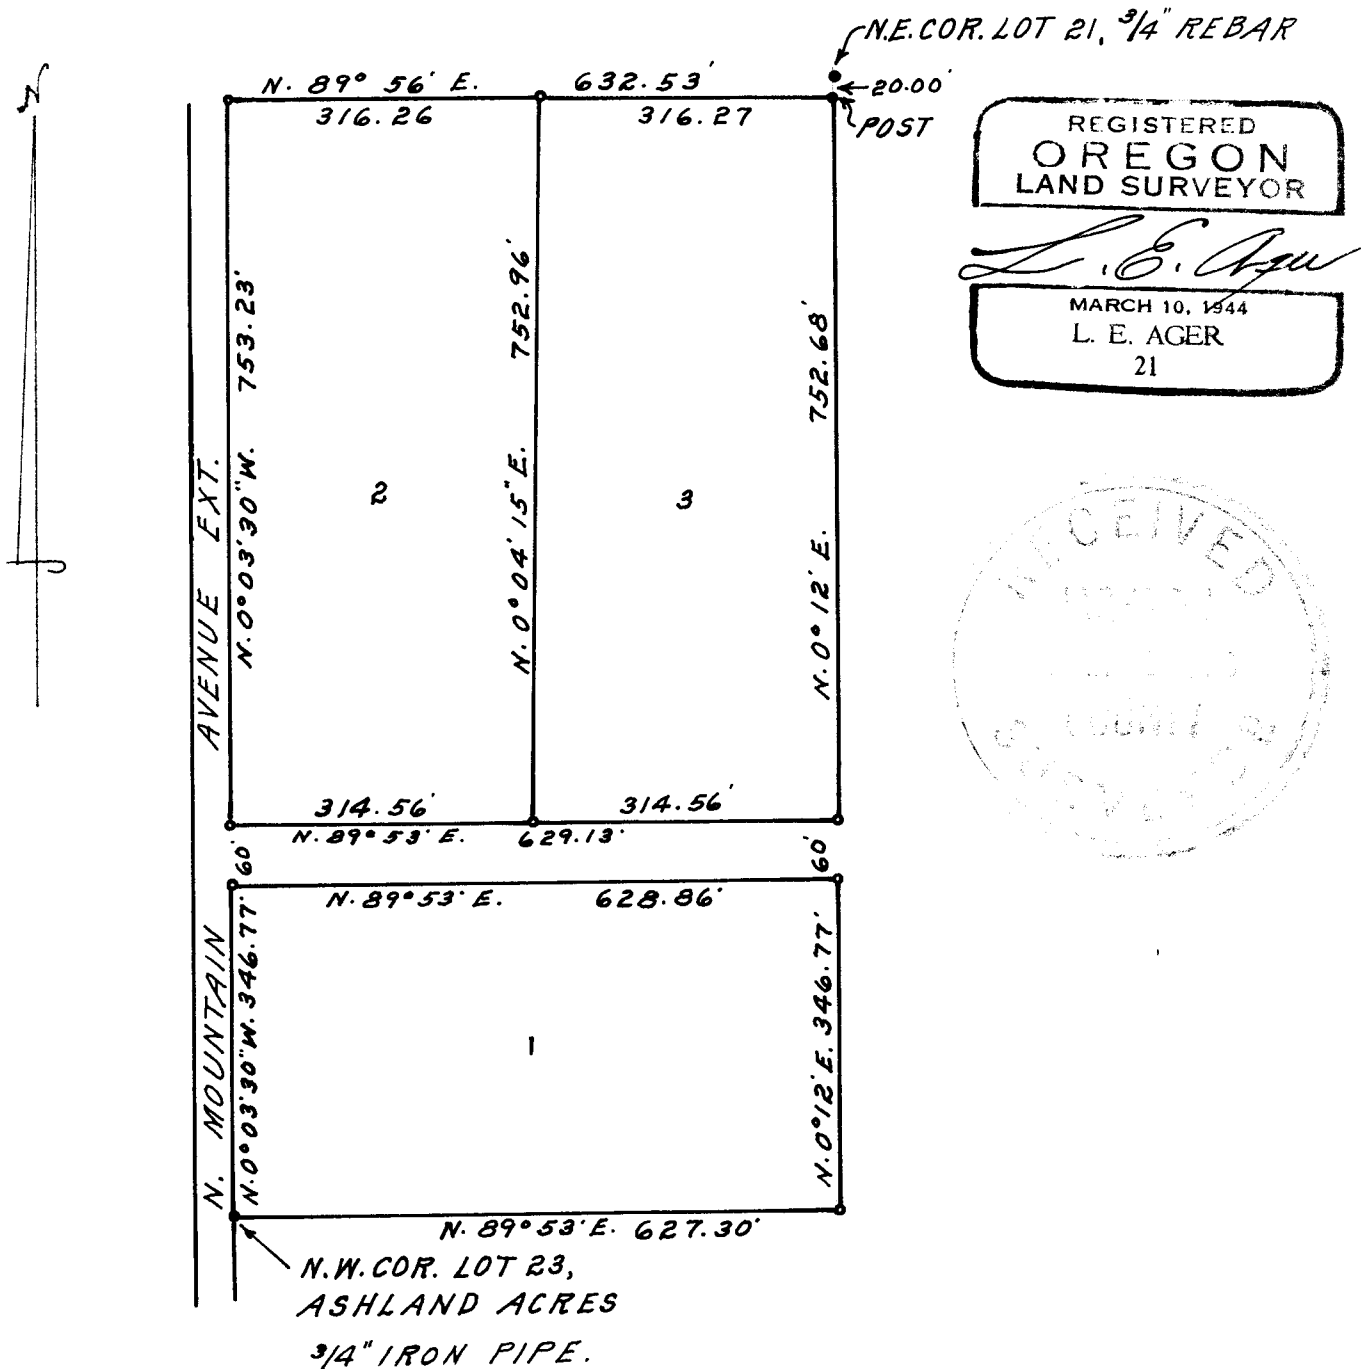 N
N.E. COR. LOT 21, 3/4" REBAR
N. 89° 56' E. 632.53'
20.00'
316.26 316.27
POST
REGISTERED
OREGON
LAND SURVEYOR
L. E. Ager
MARCH 10, 1944
L. E. AGER
21
N. 0° 03' 30" W. 753.23'
N. 0° 04' 15" E. 752.96'
N. 0° 12' E. 752.68'
2
3
RECEIVED
COUNTY
SURVEYOR
N. MOUNTAIN AVENUE EXT.
314.56' 314.56'
N. 89° 53' E. 629.13'
60'
60'
N. 89° 53' E. 628.86'
N. 0° 03' 30" W. 346.77'
N. 0° 12' E. 346.77'
1
N. 89° 53' E. 627.30'
N.W. COR. LOT 23,
ASHLAND ACRES
3/4" IRON PIPE.